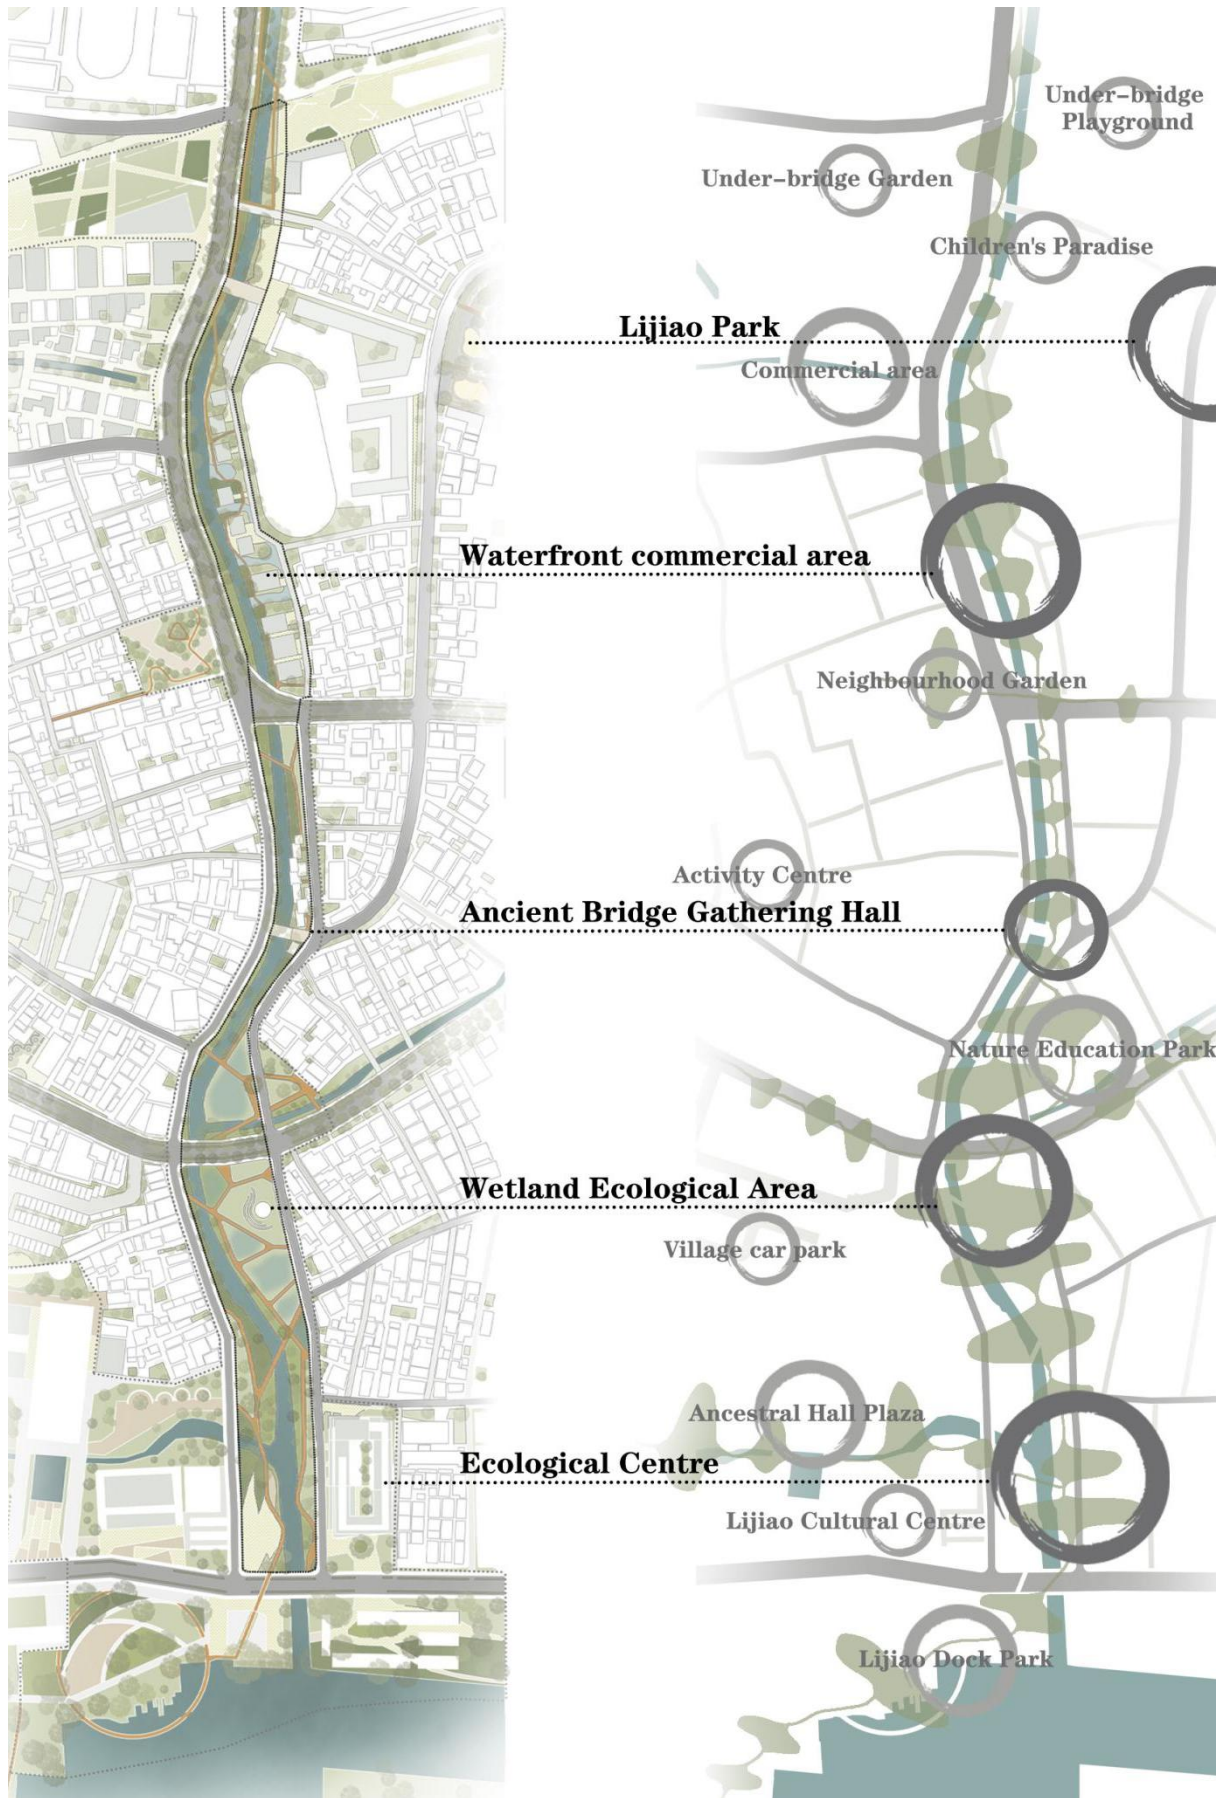 Under-bridge
Playground
Under-bridge Garden
Children's Paradise
Lijiao Park
Commercial area
Waterfront commercial area
Neighbourhood Garden
Activity Centre
Ancient Bridge Gathering Hall
Nature Education Park
Wetland Ecological Area
Village car park
Ancestral Hall Plaza
Ecological Centre
Lijiao Cultural Centre
Lijiao Dock Park